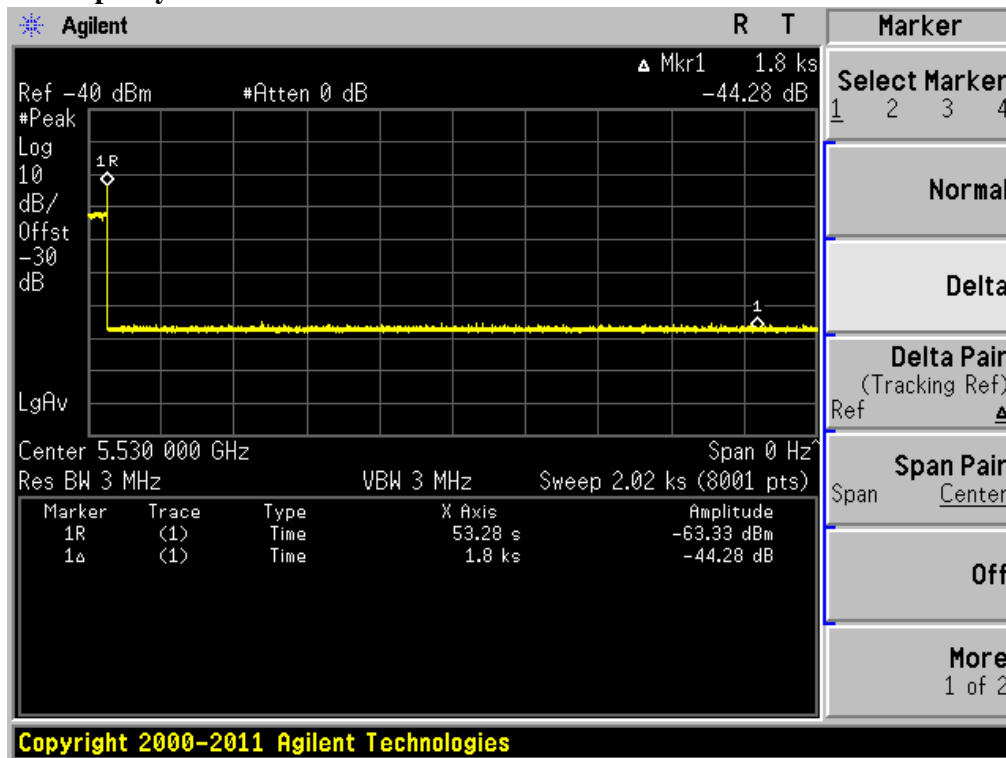 Agilent R T Marker
Δ Mkr1 1.8 ks
Ref -40 dBm #Atten 0 dB -44.28 dB
#Peak
Log
10
dB/
Offst
-30
dB
1R
1
LgAv
Center 5.530 000 GHz Span 0 Hz^
Res BW 3 MHz VBW 3 MHz Sweep 2.02 ks (8001 pts)
Marker Trace Type X Axis Amplitude
1R (1) Time 53.28 s -63.33 dBm
1Δ (1) Time 1.8 ks -44.28 dB
Select Marker
1 2 3 4
Normal
Delta
Delta Pair
(Tracking Ref)
Ref Δ
Span Pair
Span Center
Off
More
1 of 2
Copyright 2000-2011 Agilent Technologies